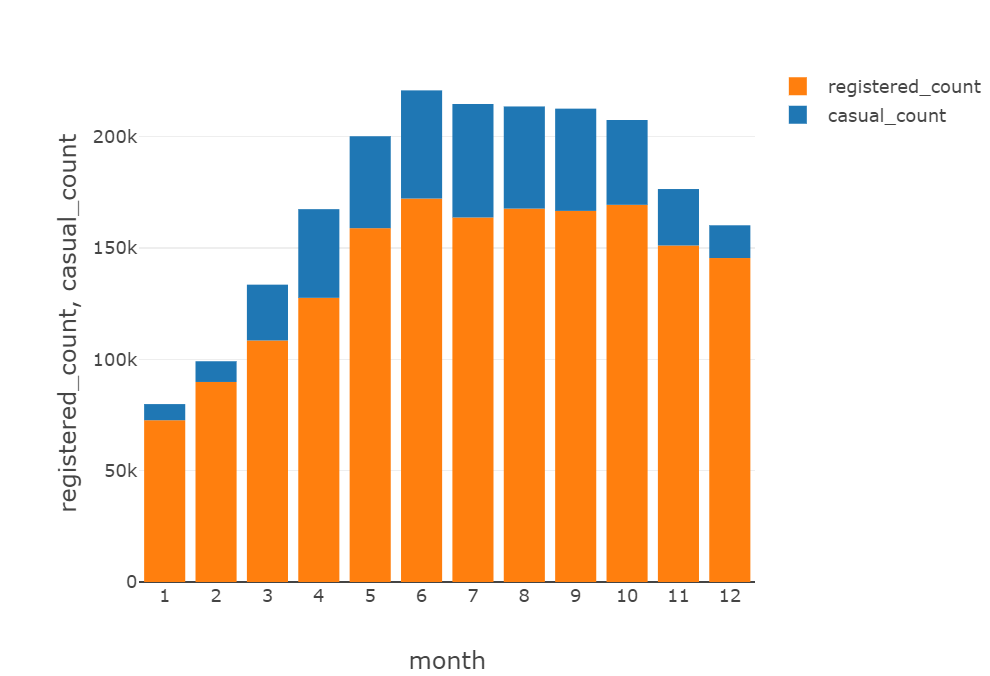 registered_count
casual_count
registered_count, casual_count
200k
150k
100k
50k
0
1 2 3 4 5 6 7 8 9 10 11 12
month